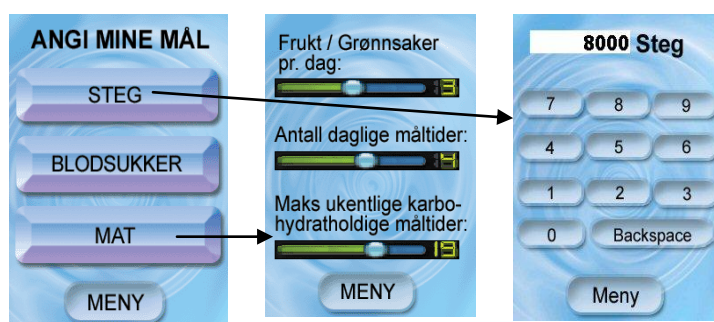 ANGI MINE MÅL
STEG
BLODSUKKER
MAT
MENY
Frukt / Grønnsaker
pr. dag:
3
Antall daglige måltider:
4
Maks ukentlige karbo-
hydratholdige måltider:
19
MENY
8000 Steg
7 8 9
4 5 6
1 2 3
0 Backspace
Meny